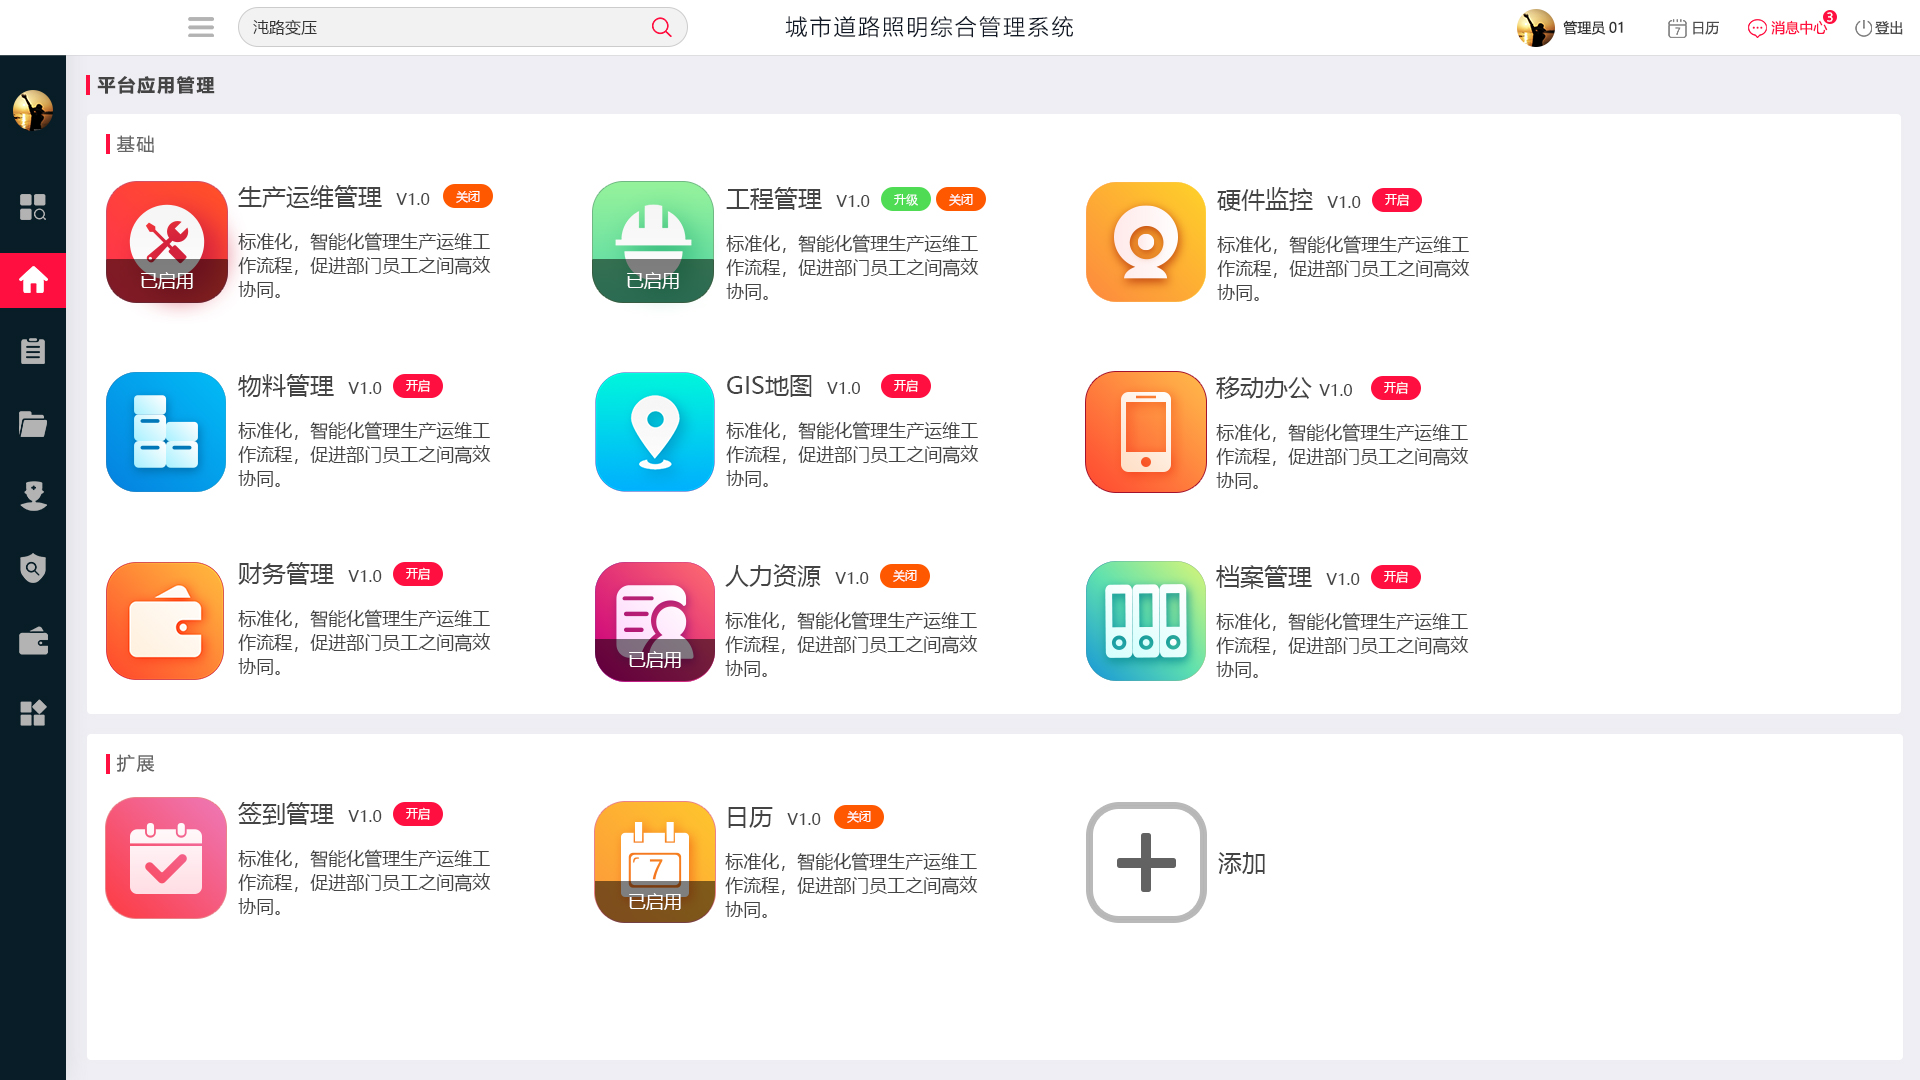 沌路变压
城市道路照明综合管理系统
管理员 01
7
日历
消息中心
3
登出
平台应用管理
基础
生产运维管理 V1.0 关闭
标准化，智能化管理生产运维工
作流程，促进部门员工之间高效
协同。
已启用
工程管理 V1.0 升级 关闭
标准化，智能化管理生产运维工
作流程，促进部门员工之间高效
协同。
已启用
硬件监控 V1.0 开启
标准化，智能化管理生产运维工
作流程，促进部门员工之间高效
协同。
物料管理 V1.0 开启
标准化，智能化管理生产运维工
作流程，促进部门员工之间高效
协同。
GIS地图 V1.0 开启
标准化，智能化管理生产运维工
作流程，促进部门员工之间高效
协同。
移动办公 V1.0 开启
标准化，智能化管理生产运维工
作流程，促进部门员工之间高效
协同。
财务管理 V1.0 开启
标准化，智能化管理生产运维工
作流程，促进部门员工之间高效
协同。
人力资源 V1.0 关闭
标准化，智能化管理生产运维工
作流程，促进部门员工之间高效
协同。
已启用
档案管理 V1.0 开启
标准化，智能化管理生产运维工
作流程，促进部门员工之间高效
协同。
扩展
签到管理 V1.0 开启
标准化，智能化管理生产运维工
作流程，促进部门员工之间高效
协同。
日历 V1.0 关闭
标准化，智能化管理生产运维工
作流程，促进部门员工之间高效
协同。
7
已启用
添加